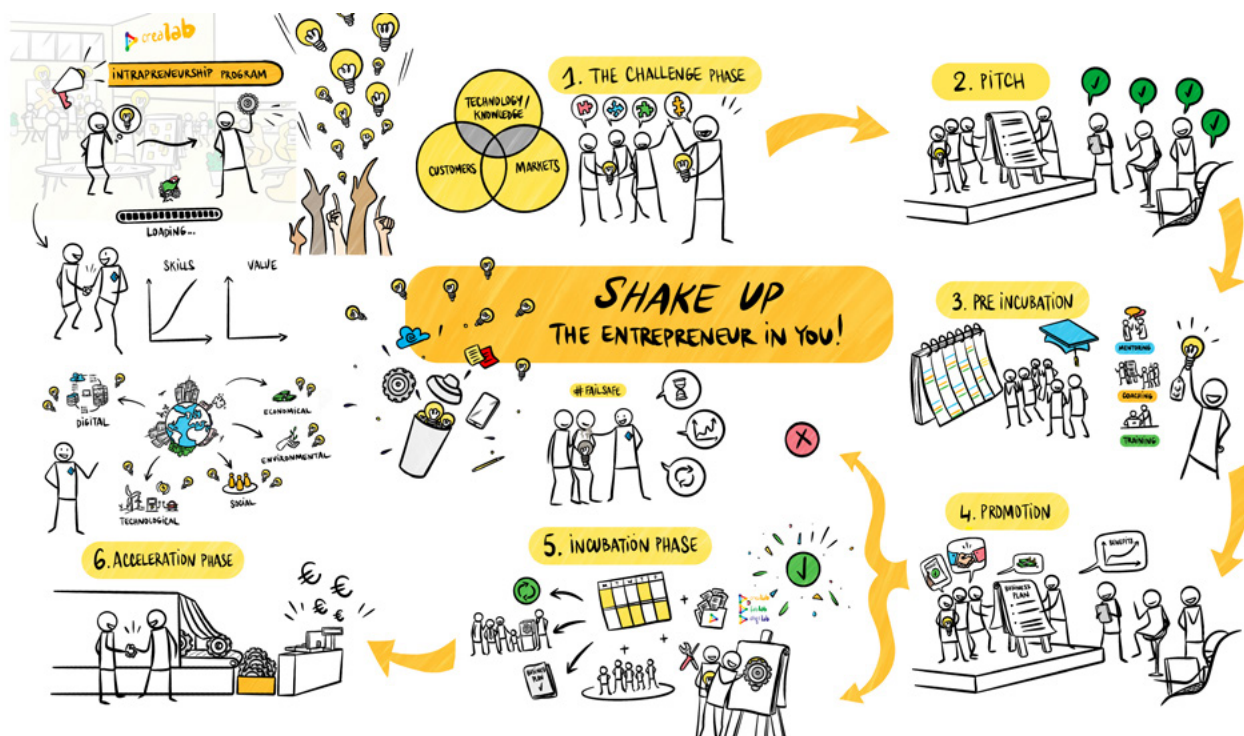 crealab
INTRAPRENEURSHIP PROGRAM
LOADING...
SKILLS
VALUE
DIGITAL
ECONOMICAL
ENVIRONMENTAL
SOCIAL
TECHNOLOGICAL
1. THE CHALLENGE PHASE
TECHNOLOGY/
KNOWLEDGE
CUSTOMERS
MARKETS
2. PITCH
SHAKE UP
THE ENTREPRENEUR IN YOU!
#FAILSAFE
3. PRE INCUBATION
MENTORING
COACHING
TRAINING
4. PROMOTION
BENEFITS
BUSINESS
PLAN
5. INCUBATION PHASE
M T W T F
+
+
+
BUSINESS
PLAN
6. ACCELERATION PHASE
€
€
€
€